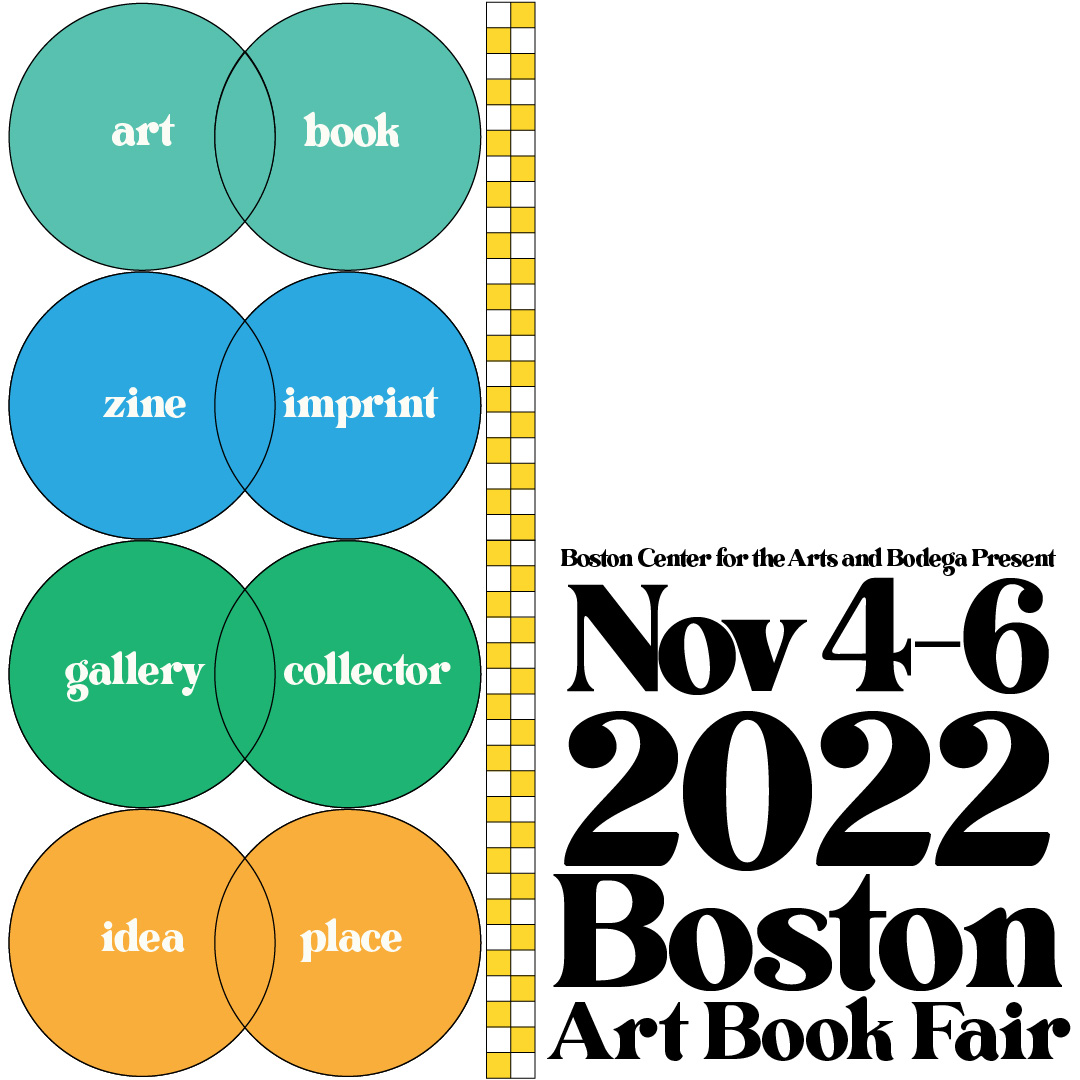 art book
zine imprint
gallery collector
idea place
Boston Center for the Arts and Bodega Present
Nov 4–6
2022
Boston
Art Book Fair